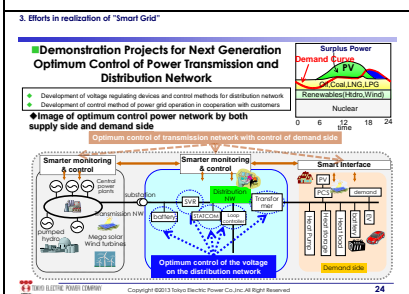 3. Efforts in realization of "Smart Grid"
■Demonstration Projects for Next Generation
Optimum Control of Power Transmission and
Distribution Network
Surplus Power
Demand Curve
PV
Oil,Coal,LNG,LPG
Renewables(Htdro,Wind)
Nuclear
0 6 12 18 24
time
◆ Development of voltage regulating devices and control methods for distribution network
◆ Development of control method of power grid operation in cooperation with customers
◆Image of optimum control power network by both
supply side and demand side
Optimum control of transmission network with control of demand side
Smarter monitoring
& control
Smarter monitoring
& control
Smart Interface
Central
power
plants
substation
Transmission NW
pumped
hydro
Mega solar
Wind turbines
Distribution
NW
SVR
battery
STATCOM
Loop
controller
Transfor
mer
PV
PCS
demand
Heat Pump
Heat storage
Heat load
battery
EV
Optimum control of the voltage
on the distribution network
Demand side
TOKYO ELECTRIC POWER COMPANY
Copyright ©2013 Tokyo Electric Power Co.,Inc.All Right Reserved
24